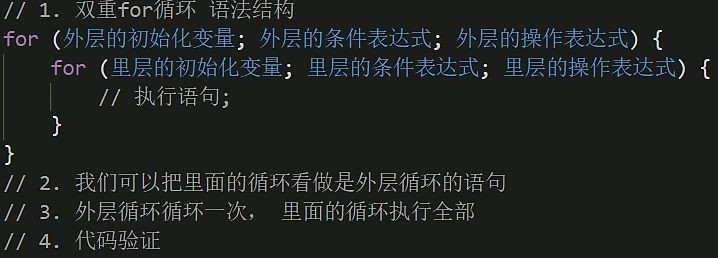 // 1. 双重for循环 语法结构
for (外层的初始化变量; 外层的条件表达式; 外层的操作表达式) {
for (里层的初始化变量; 里层的条件表达式; 里层的操作表达式) {
// 执行语句;
}
}
// 2. 我们可以把里面的循环看做是外层循环的语句
// 3. 外层循环循环一次， 里面的循环执行全部
// 4. 代码验证